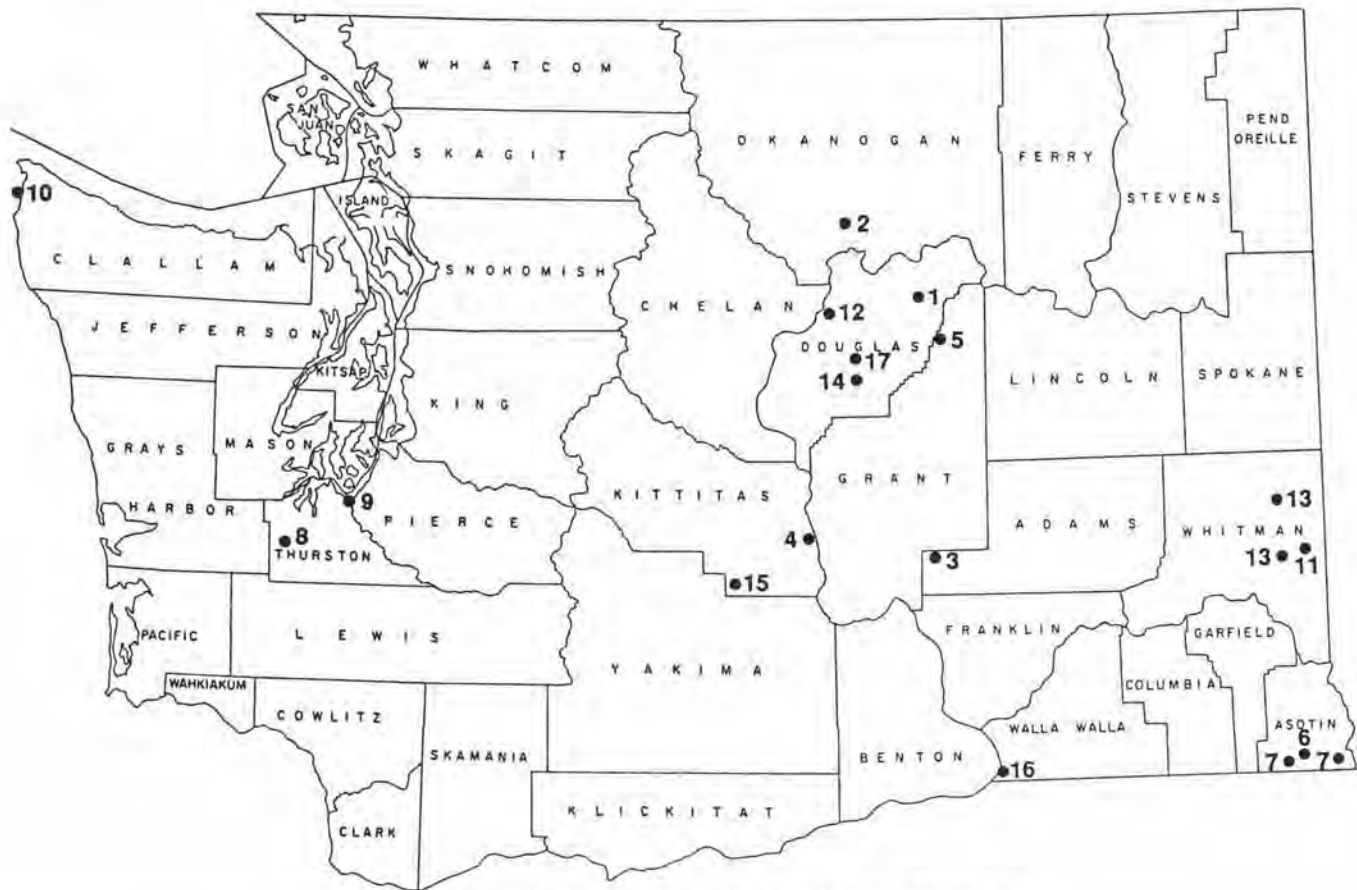 WHATCOM
SAN
JUAN
SKAGIT
OKANOGAN
FERRY
STEVENS
PEND
OREILLE
10
ISLAND
2
CLALLAM
SNOHOMISH
CHELAN
1
12
JEFFERSON
DOUGLAS
5
17
KITSAP
14
LINCOLN
SPOKANE
KING
GRAYS
MASON
HARBOR
9
PIERCE
KITTITAS
GRANT
ADAMS
13
WHITMAN
8
THURSTON
4
3
13
11
15
PACIFIC
LEWIS
YAKIMA
FRANKLIN
GARFIELD
WAHKIAKUM
COLUMBIA
COWLITZ
SKAMANIA
BENTON
WALLA WALLA
ASOTIN
6
7
7
16
KLICKITAT
CLARK